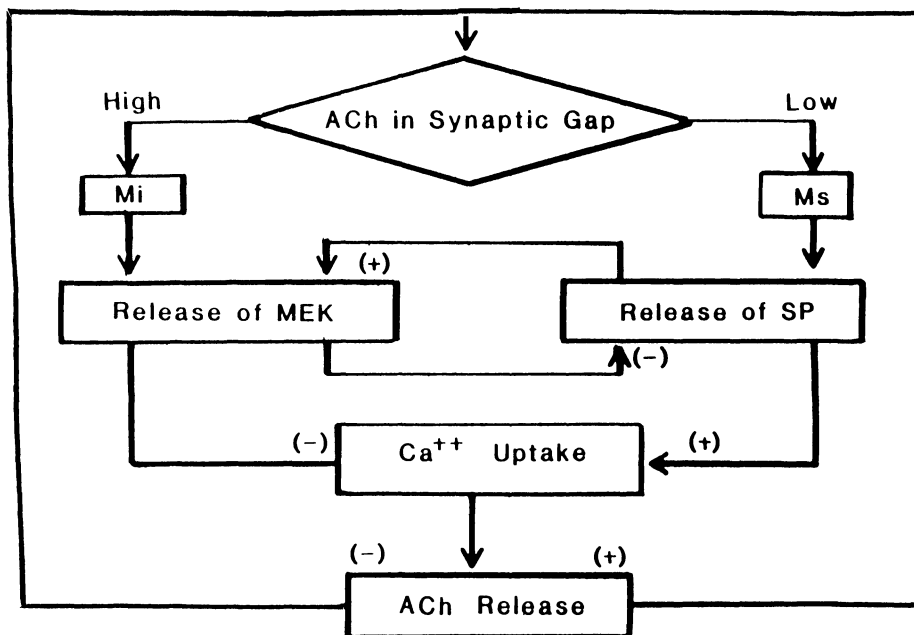 High
ACh in Synaptic Gap
Low
Mi
Ms
(+)
Release of MEK
Release of SP
(-)
(-)
Ca++ Uptake
(+)
(-)
(+)
ACh Release